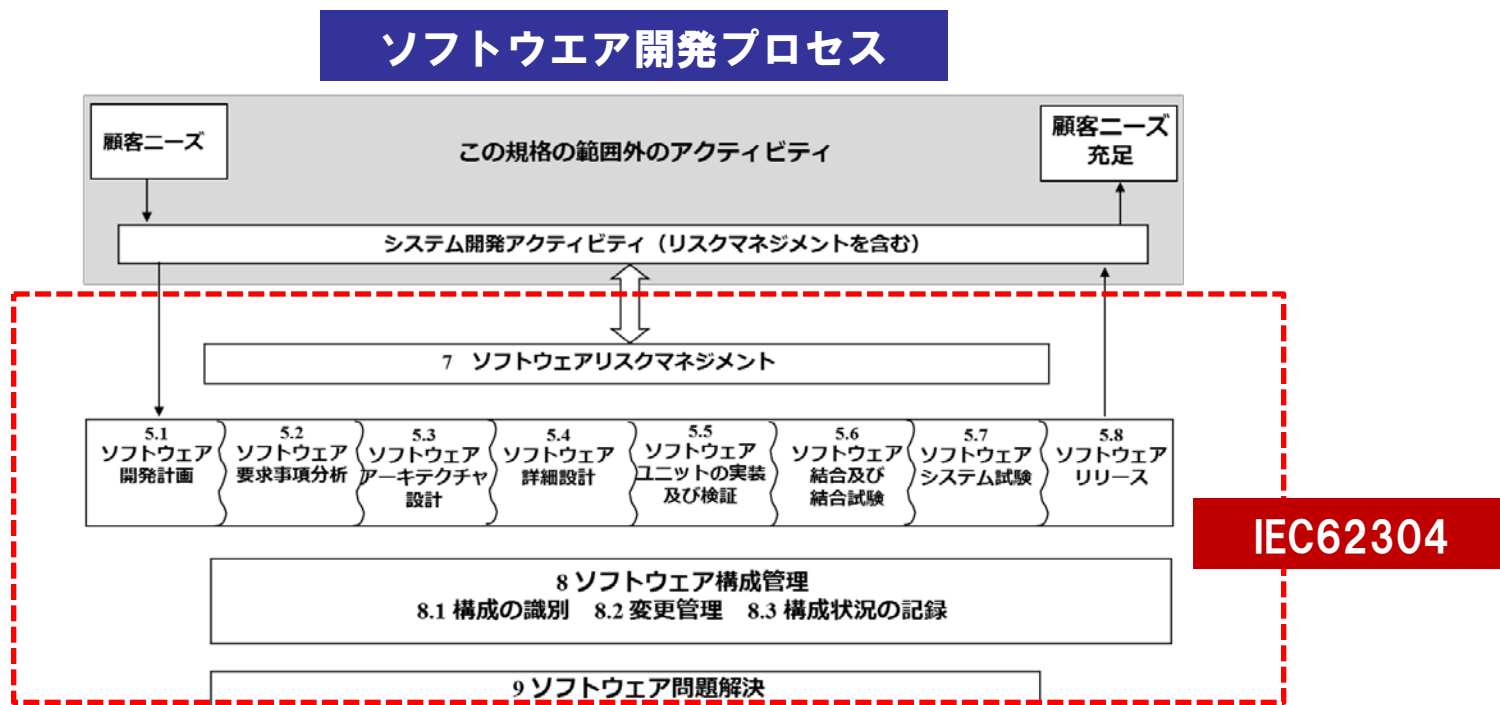 ソフトウエア開発プロセス
顧客ニーズ
この規格の範囲外のアクティビティ
顧客ニーズ
充足
システム開発アクティビティ（リスクマネジメントを含む）
7 ソフトウェアリスクマネジメント
5.1
ソフトウェア
開発計画
5.2
ソフトウェア
要求事項分析
5.3
ソフトウェア
アーキテクチャ
設計
5.4
ソフトウェア
詳細設計
5.5
ソフトウェア
ユニットの実装
及び検証
5.6
ソフトウェア
結合及び
結合試験
5.7
ソフトウェア
システム試験
5.8
ソフトウェア
リリース
IEC62304
8 ソフトウェア構成管理
8.1 構成の識別 8.2 変更管理 8.3 構成状況の記録
9 ソフトウェア問題解決